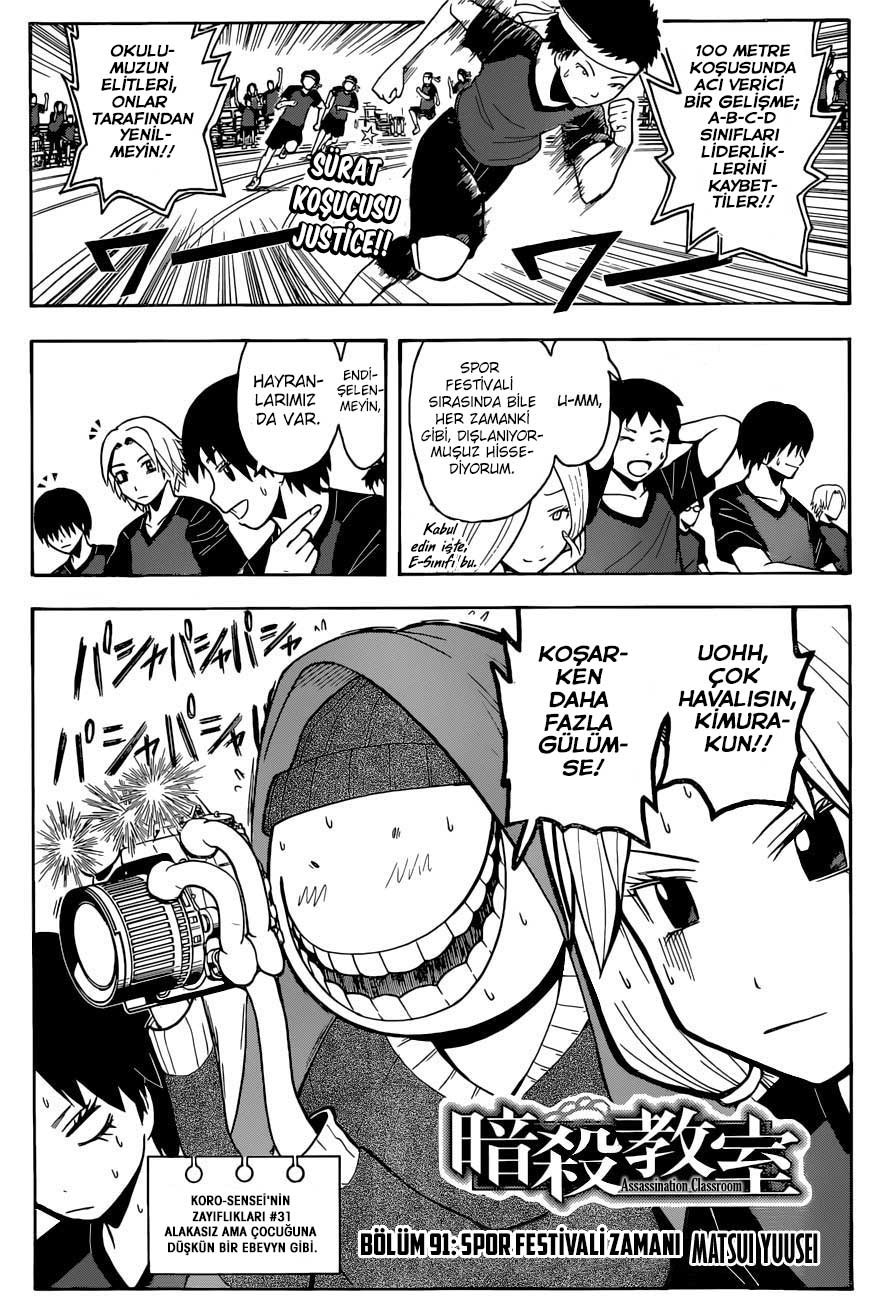 100 METRE
KOŞUSUNDA
ACI VERİCİ
BİR GELİŞME;
A-B-C-D
SINIFLARI
LİDERLİK-
LERİNİ
KAYBET-
TİLER!!
OKULU-
MUZUN
ELİTLERİ,
ONLAR
TARAFINDAN
YENİL-
MEYİN!!
SÜRAT
KOŞUCUSU
JUSTICE!!
ワーー
ワーー
U-MM,
SPOR
FESTİVALİ
SIRASINDA BİLE
HER ZAMANKİ
GİBİ, DIŞLANIYOR-
MUŞUZ HİSSE-
DİYORUM.
Kabul
edin işte,
E-Sınıfı bu.
ENDİ-
ŞELEN-
MEYİN,
HAYRAN-
LARIMIZ
DA VAR.
UOHH,
ÇOK
HAVALISIN,
KİMURA-
KUN!!
KOŞAR-
KEN
DAHA
FAZLA
GÜLÜM-
SE!
パシャパシャパシャ
パシャパシャ
暗殺教室
Assassination Classroom
KORO-SENSEİ'NİN
ZAYIFLIKLARI #31
ALAKASIZ AMA ÇOCUĞUNA
DÜŞKÜN BİR EBEVYN GİBİ.
BÖLÜM 91: SPOR FESTİVALİ ZAMANI
MATSUI YUUSEI